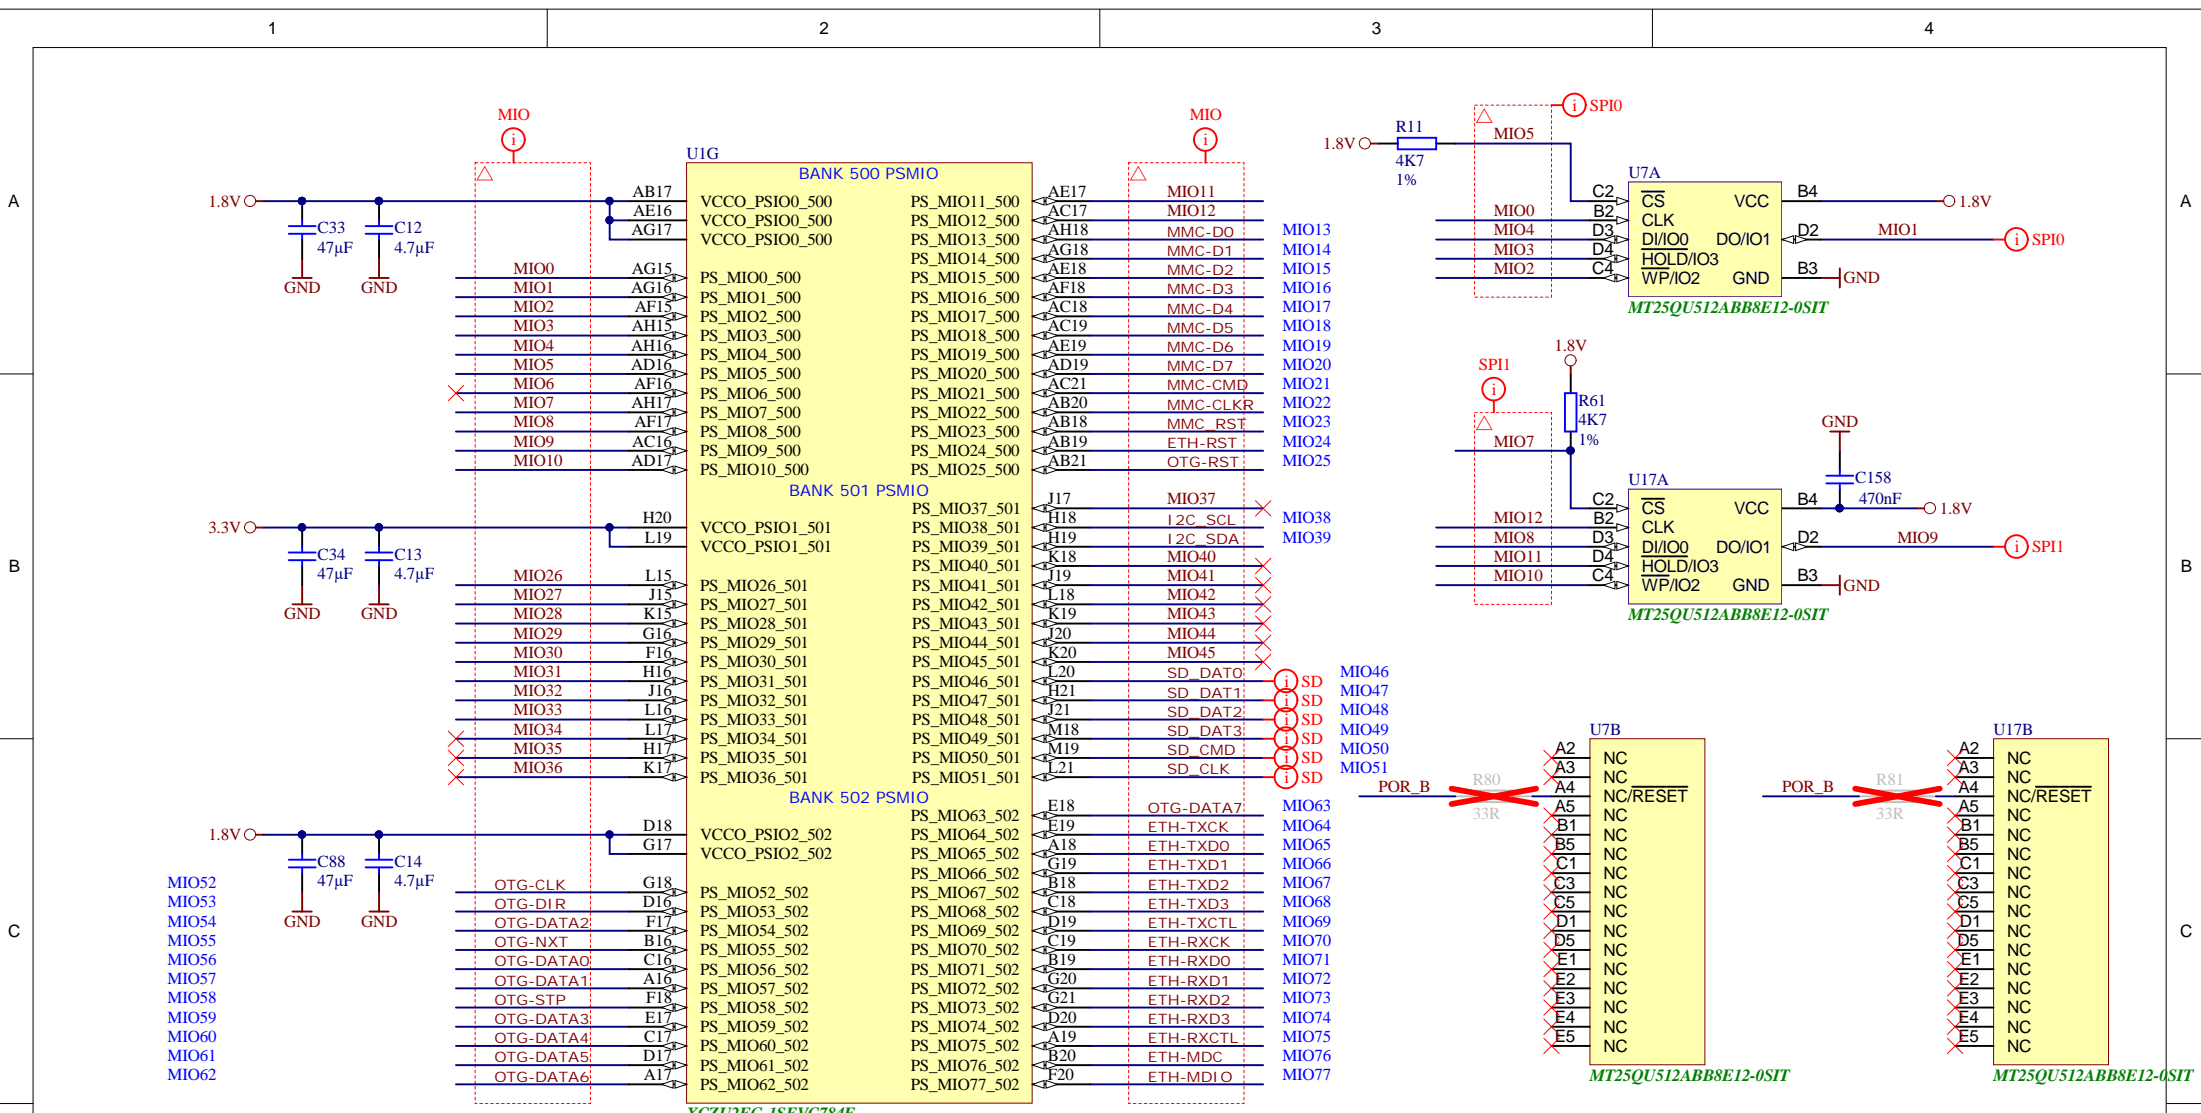 1 2 3 4
A A
B B
C C
MIO
MIO
U1G
BANK 500 PSMIO
1.8V
C33
47µF
GND
C12
4.7µF
GND
AB17 VCCO_PSIO0_500
AE16 VCCO_PSIO0_500
AG17 VCCO_PSIO0_500
MIO0 AG15 PS_MIO0_500
MIO1 AG16 PS_MIO1_500
MIO2 AF15 PS_MIO2_500
MIO3 AH15 PS_MIO3_500
MIO4 AH16 PS_MIO4_500
MIO5 AD16 PS_MIO5_500
MIO6 AF16 PS_MIO6_500
MIO7 AH17 PS_MIO7_500
MIO8 AF17 PS_MIO8_500
MIO9 AC16 PS_MIO9_500
MIO10 AD17 PS_MIO10_500
PS_MIO11_500 AE17 MIO11
PS_MIO12_500 AC17 MIO12
PS_MIO13_500 AH18 MMC-D0 MIO13
PS_MIO14_500 AG18 MMC-D1 MIO14
PS_MIO15_500 AE18 MMC-D2 MIO15
PS_MIO16_500 AF18 MMC-D3 MIO16
PS_MIO17_500 AC18 MMC-D4 MIO17
PS_MIO18_500 AC19 MMC-D5 MIO18
PS_MIO19_500 AE19 MMC-D6 MIO19
PS_MIO20_500 AD19 MMC-D7 MIO20
PS_MIO21_500 AC21 MMC-CMD MIO21
PS_MIO22_500 AB20 MMC-CLKR MIO22
PS_MIO23_500 AB18 MMC_RST MIO23
PS_MIO24_500 AB19 ETH-RST MIO24
PS_MIO25_500 AB21 OTG-RST MIO25
BANK 501 PSMIO
3.3V
C34
47µF
GND
C13
4.7µF
GND
H20 VCCO_PSIO1_501
L19 VCCO_PSIO1_501
MIO26 L15 PS_MIO26_501
MIO27 J15 PS_MIO27_501
MIO28 K15 PS_MIO28_501
MIO29 G16 PS_MIO29_501
MIO30 F16 PS_MIO30_501
MIO31 H16 PS_MIO31_501
MIO32 J16 PS_MIO32_501
MIO33 L16 PS_MIO33_501
MIO34 L17 PS_MIO34_501
MIO35 H17 PS_MIO35_501
MIO36 K17 PS_MIO36_501
PS_MIO37_501 J17 MIO37
PS_MIO38_501 H18 I2C_SCL MIO38
PS_MIO39_501 H19 I2C_SDA MIO39
PS_MIO40_501 K18 MIO40
PS_MIO41_501 J19 MIO41
PS_MIO42_501 L18 MIO42
PS_MIO43_501 K19 MIO43
PS_MIO44_501 J20 MIO44
PS_MIO45_501 K20 MIO45
PS_MIO46_501 L20 SD_DAT0 i SD MIO46
PS_MIO47_501 H21 SD_DAT1 i SD MIO47
PS_MIO48_501 J21 SD_DAT2 i SD MIO48
PS_MIO49_501 M18 SD_DAT3 i SD MIO49
PS_MIO50_501 M19 SD_CMD i SD MIO50
PS_MIO51_501 L21 SD_CLK i SD MIO51
BANK 502 PSMIO
1.8V
C88
47µF
GND
C14
4.7µF
GND
D18 VCCO_PSIO2_502
G17 VCCO_PSIO2_502
MIO52 OTG-CLK G18 PS_MIO52_502
MIO53 OTG-DIR D16 PS_MIO53_502
MIO54 OTG-DATA2 F17 PS_MIO54_502
MIO55 OTG-NXT B16 PS_MIO55_502
MIO56 OTG-DATA0 C16 PS_MIO56_502
MIO57 OTG-DATA1 A16 PS_MIO57_502
MIO58 OTG-STP F18 PS_MIO58_502
MIO59 OTG-DATA3 E17 PS_MIO59_502
MIO60 OTG-DATA4 C17 PS_MIO60_502
MIO61 OTG-DATA5 D17 PS_MIO61_502
MIO62 OTG-DATA6 A17 PS_MIO62_502
PS_MIO63_502 E18 OTG-DATA7 MIO63
PS_MIO64_502 E19 ETH-TXCK MIO64
PS_MIO65_502 A18 ETH-TXD0 MIO65
PS_MIO66_502 G19 ETH-TXD1 MIO66
PS_MIO67_502 B18 ETH-TXD2 MIO67
PS_MIO68_502 C18 ETH-TXD3 MIO68
PS_MIO69_502 D19 ETH-TXCTL MIO69
PS_MIO70_502 C19 ETH-RXCK MIO70
PS_MIO71_502 B19 ETH-RXD0 MIO71
PS_MIO72_502 G20 ETH-RXD1 MIO72
PS_MIO73_502 G21 ETH-RXD2 MIO73
PS_MIO74_502 D20 ETH-RXD3 MIO74
PS_MIO75_502 A19 ETH-RXCTL MIO75
PS_MIO76_502 B20 ETH-MDC MIO76
PS_MIO77_502 F20 ETH-MDIO MIO77
XCZU2EG-1SFVC784E
i SPI0
1.8V R11 MIO5
4K7
1%
U7A
C2 CS VCC B4 1.8V
MIO0 B2 CLK
MIO4 D3 DI/IO0 DO/IO1 D2 MIO1 i SPI0
MIO3 D4 HOLD/IO3
MIO2 C4 WP/IO2 GND B3 GND
MT25QU512ABB8E12-0SIT
SPI1
i
1.8V
R61
4K7
1%
MIO7
GND
C158
470nF
U17A
C2 CS VCC B4 1.8V
MIO12 B2 CLK
MIO8 D3 DI/IO0 DO/IO1 D2 MIO9 i SPI1
MIO11 D4 HOLD/IO3
MIO10 C4 WP/IO2 GND B3 GND
MT25QU512ABB8E12-0SIT
U7B
A2 NC
A3 NC
POR_B R80 33R A4 NC/RESET
A5 NC
B1 NC
B5 NC
C1 NC
C3 NC
C5 NC
D1 NC
D5 NC
E1 NC
E2 NC
E3 NC
E4 NC
E5 NC
MT25QU512ABB8E12-0SIT
U17B
A2 NC
A3 NC
POR_B R81 33R A4 NC/RESET
A5 NC
B1 NC
B5 NC
C1 NC
C3 NC
C5 NC
D1 NC
D5 NC
E1 NC
E2 NC
E3 NC
E4 NC
E5 NC
MT25QU512ABB8E12-0SIT